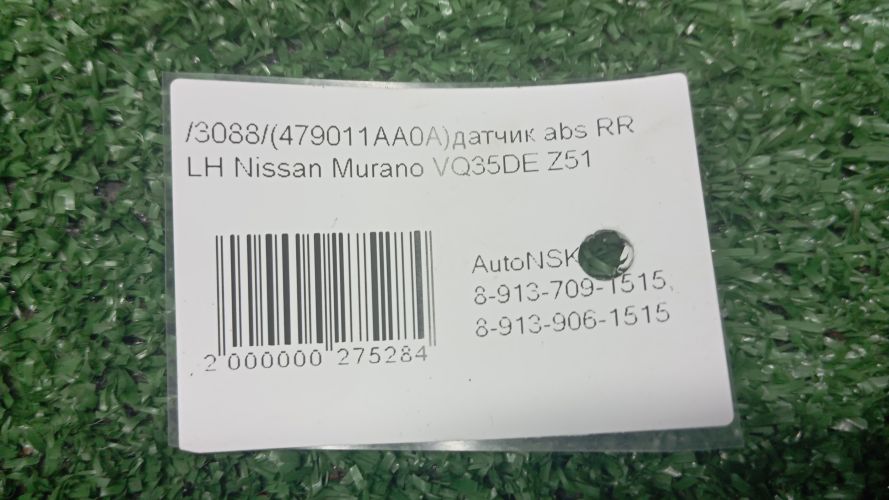 /3088/(479011AA0A)датчик abs RR
LH Nissan Murano VQ35DE Z51
AutoNSK
8-913-709-1515,
8-913-906-1515
2 000000 275284